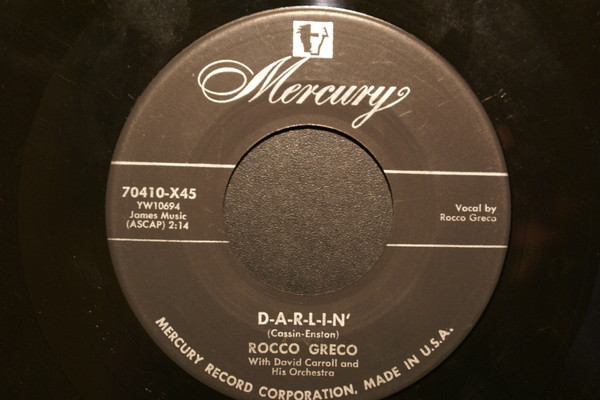 Mercury
70410-X45
YW10694
James Music
(ASCAP) 2:14
Vocal by
Rocco Greco
D-A-R-L-I-N'
(Cassin-Enston)
ROCCO GRECO
With David Carroll and
His Orchestra
MERCURY RECORD CORPORATION, MADE IN U.S.A.